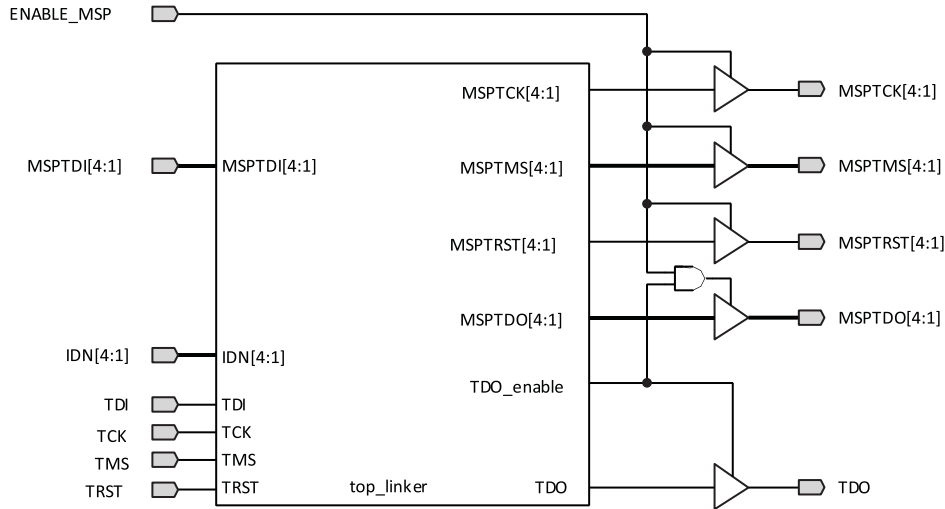 ENABLE_MSP
MSPTCK[4:1] MSPTCK[4:1]
MSPTDI[4:1] MSPTDI[4:1] MSPTMS[4:1] MSPTMS[4:1]
MSPTRST[4:1] MSPTRST[4:1]
MSPTDO[4:1] MSPTDO[4:1]
IDN[4:1] IDN[4:1]
TDO_enable
TDI TDI
TCK TCK
TMS TMS
TRST TRST top_linker TDO TDO